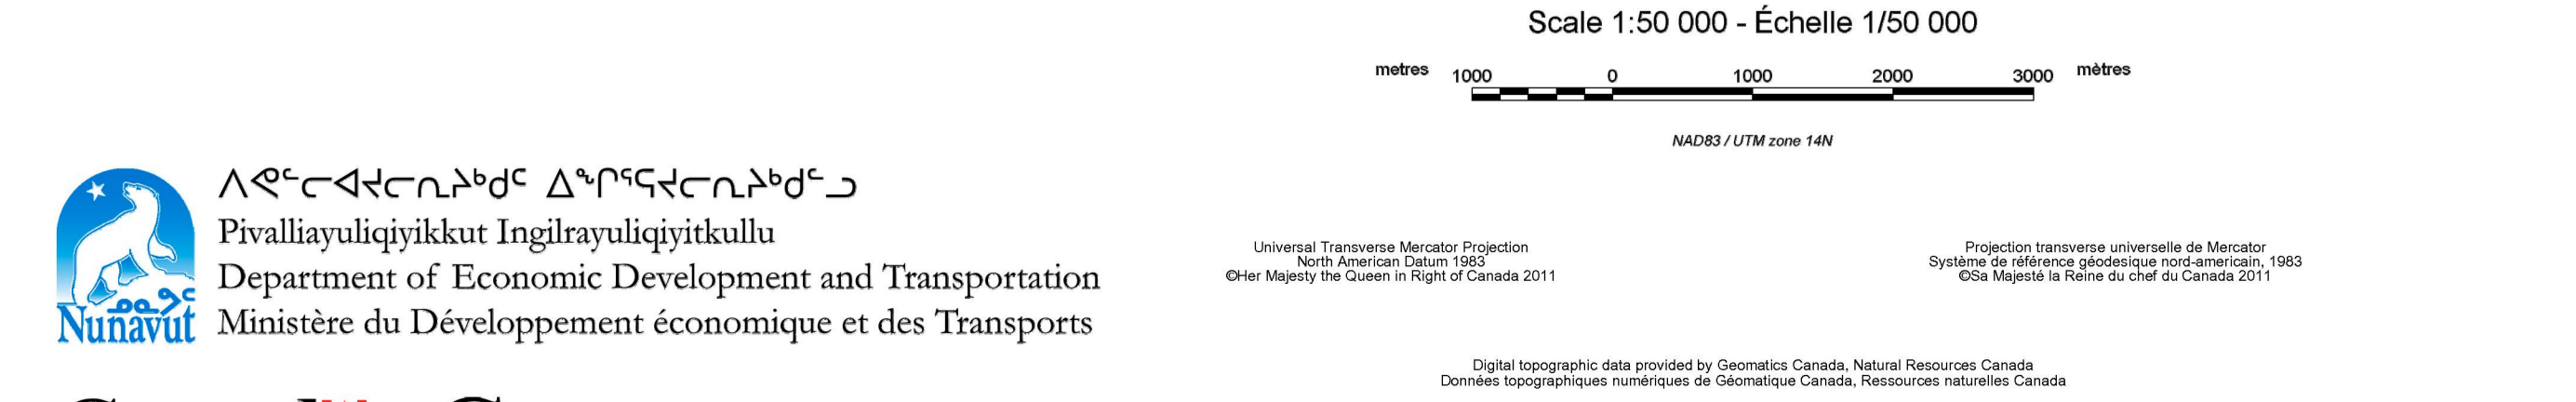 Scale 1:50 000 - Échelle 1/50 000
metres 1000 0 1000 2000 3000 mètres
NAD83 / UTM zone 14N
ᐱᕙᓪᓕᐊᔪᓕᕆᔨᒃᑯᑦ ᐃᖏᕐᕋᔪᓕᕆᔨᒃᑯᓪᓗ
Pivalliayuliqiyikkut Ingilrayuliqiyitkullu
Department of Economic Development and Transportation
Ministère du Développement économique et des Transports
ᓄᓇᕗᑦ
Nunavut
Universal Transverse Mercator Projection
North American Datum 1983
©Her Majesty the Queen in Right of Canada 2011
Projection transverse universelle de Mercator
Système de référence géodesique nord-americain, 1983
©Sa Majesté la Reine du chef du Canada 2011
Digital topographic data provided by Geomatics Canada, Natural Resources Canada
Données topographiques numériques de Géomatique Canada, Ressources naturelles Canada